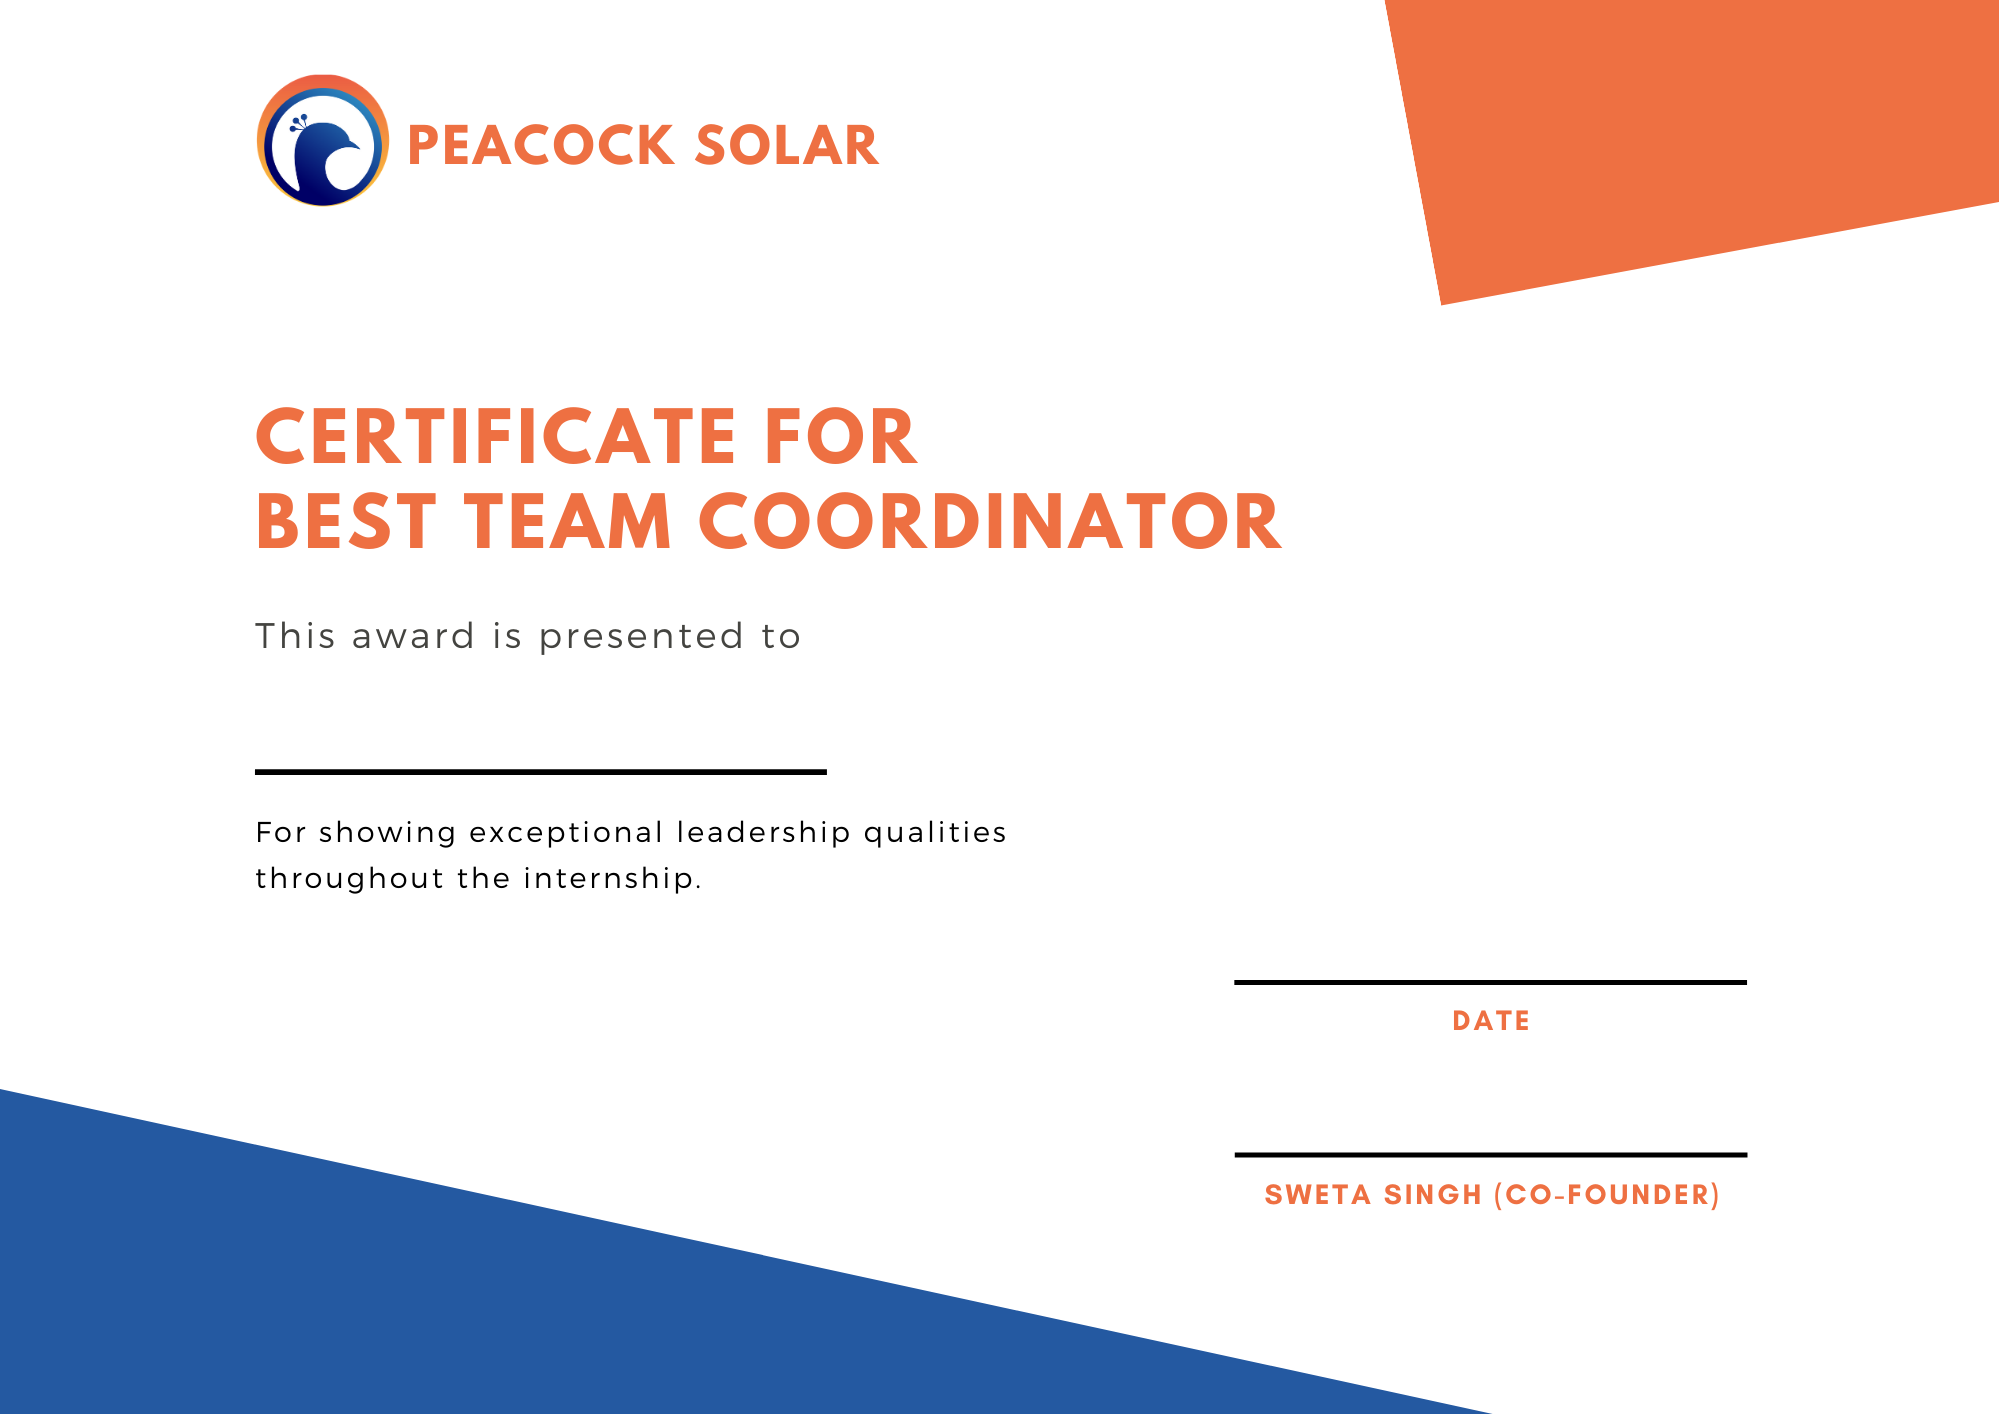 PEACOCK SOLAR
CERTIFICATE FOR
BEST TEAM COORDINATOR
This award is presented to
For showing exceptional leadership qualities
throughout the internship.
DATE
SWETA SINGH (CO-FOUNDER)